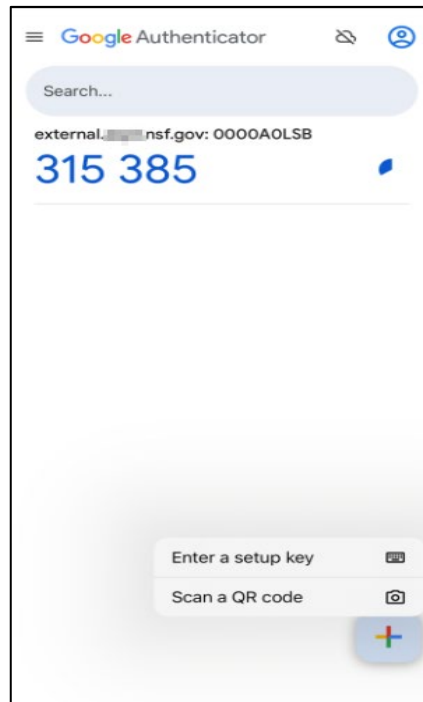 Google Authenticator
Search...
external. nsf.gov: 0000A0LSB
315 385
Enter a setup key
Scan a QR code